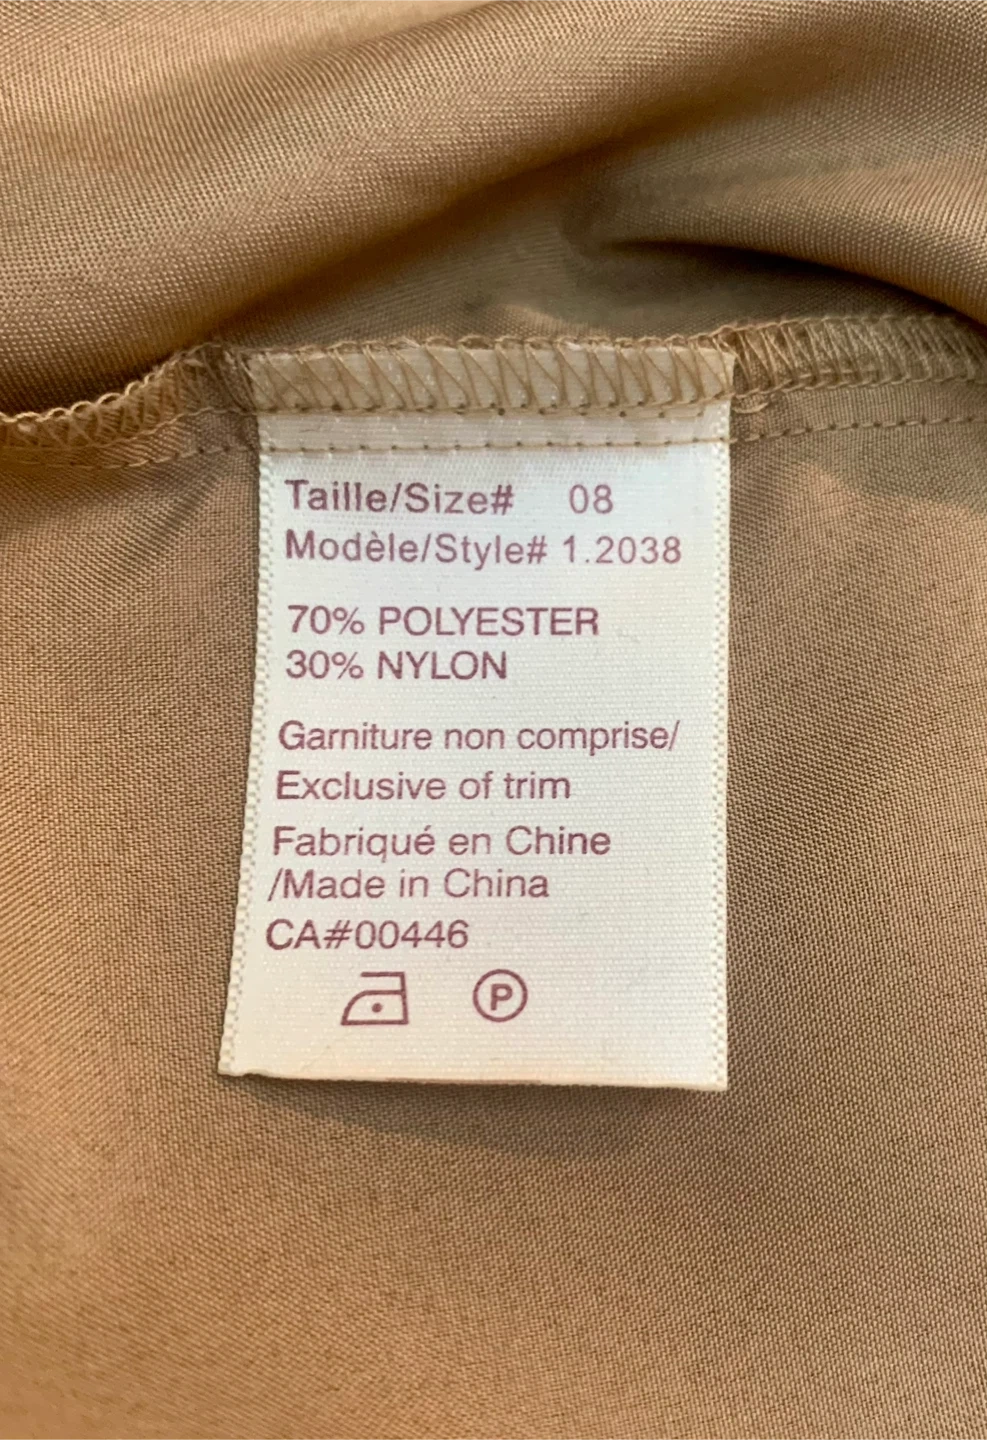 Taille/Size# 08
Modèle/Style# 1.2038
70% POLYESTER
30% NYLON
Garniture non comprise/
Exclusive of trim
Fabriqué en Chine
/Made in China
CA#00446
P